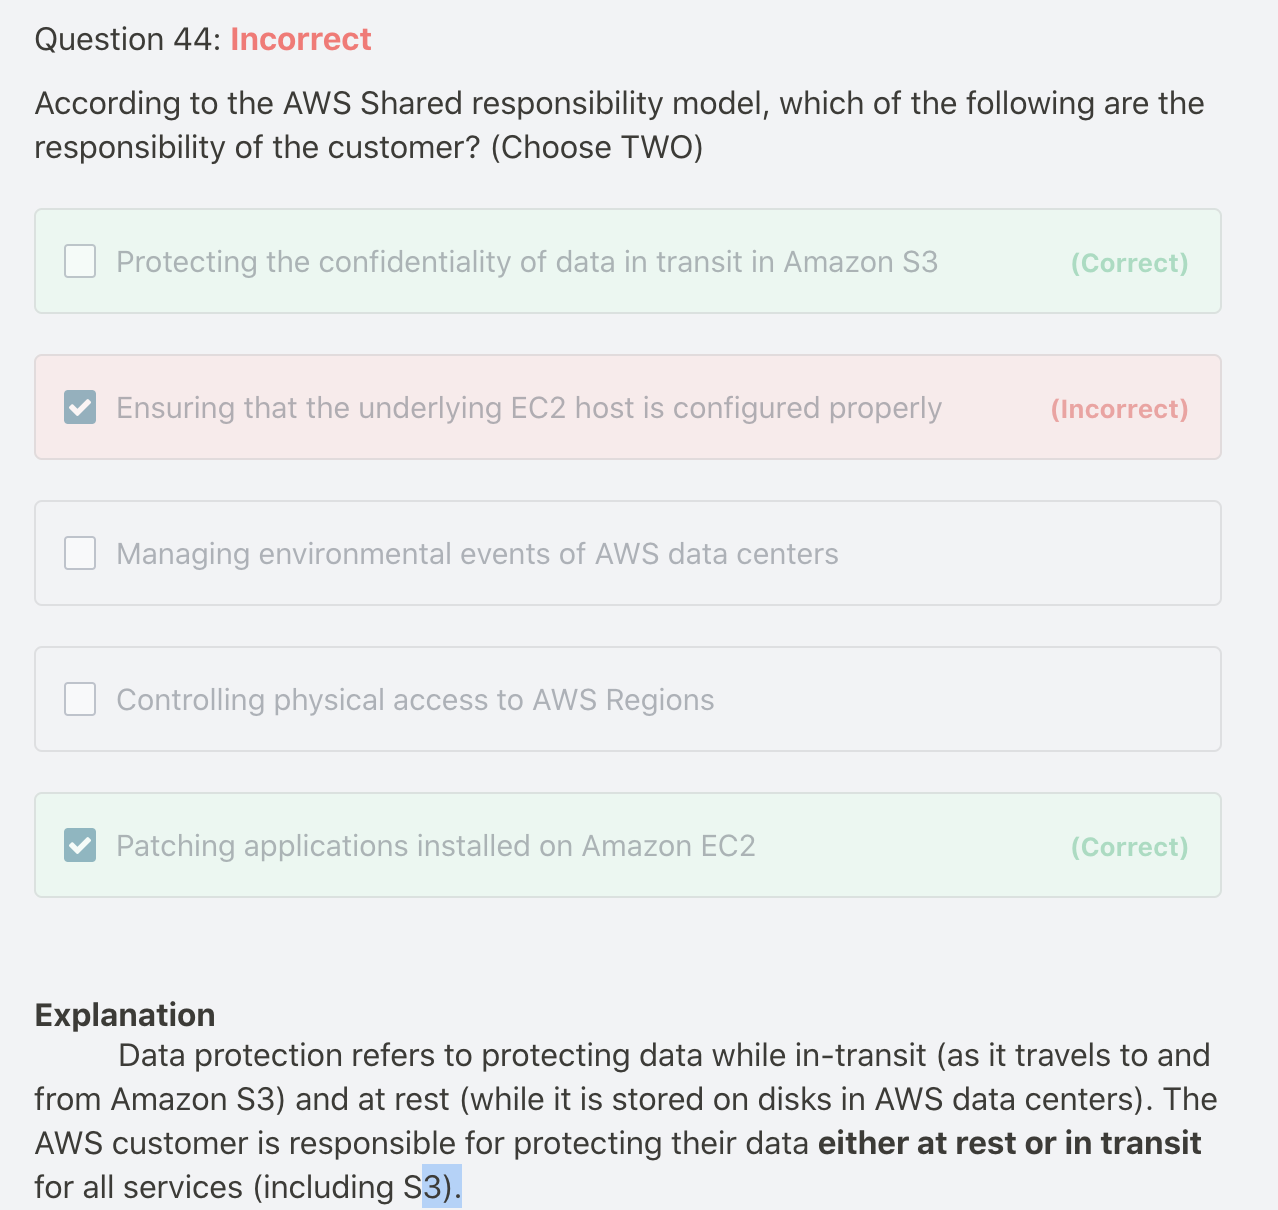 Question 44: Incorrect
According to the AWS Shared responsibility model, which of the following are the
responsibility of the customer? (Choose TWO)
Protecting the confidentiality of data in transit in Amazon S3 (Correct)
Ensuring that the underlying EC2 host is configured properly (Incorrect)
Managing environmental events of AWS data centers
Controlling physical access to AWS Regions
Patching applications installed on Amazon EC2 (Correct)
Explanation
Data protection refers to protecting data while in-transit (as it travels to and
from Amazon S3) and at rest (while it is stored on disks in AWS data centers). The
AWS customer is responsible for protecting their data either at rest or in transit
for all services (including S3).